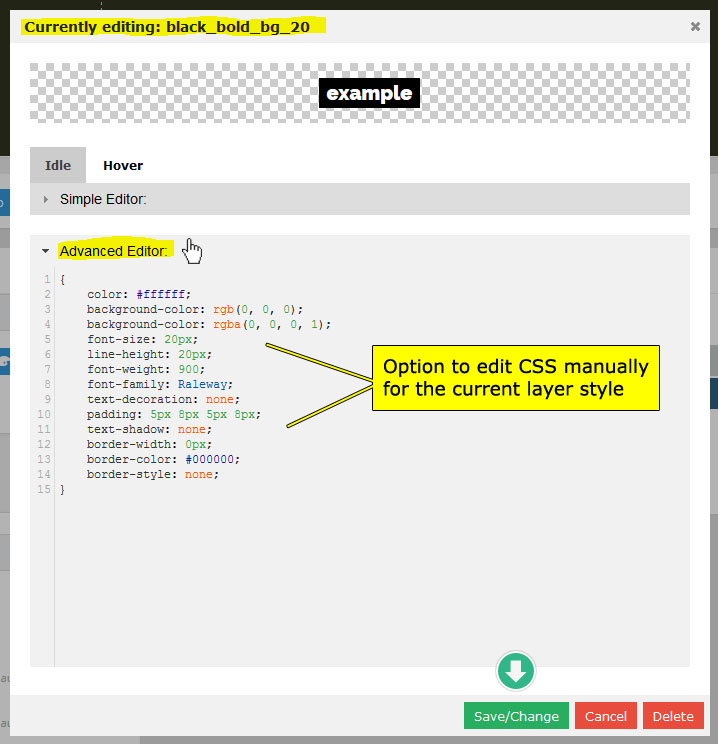 Currently editing: black_bold_bg_20
example
Idle Hover
Simple Editor:
Advanced Editor:
1 {
2 color: #ffffff;
3 background-color: rgb(0, 0, 0);
4 background-color: rgba(0, 0, 0, 1);
5 font-size: 20px;
6 line-height: 20px;
7 font-weight: 900;
8 font-family: Raleway;
9 text-decoration: none;
10 padding: 5px 8px 5px 8px;
11 text-shadow: none;
12 border-width: 0px;
13 border-color: #000000;
14 border-style: none;
15 }
Option to edit CSS manually
for the current layer style
Save/Change Cancel Delete